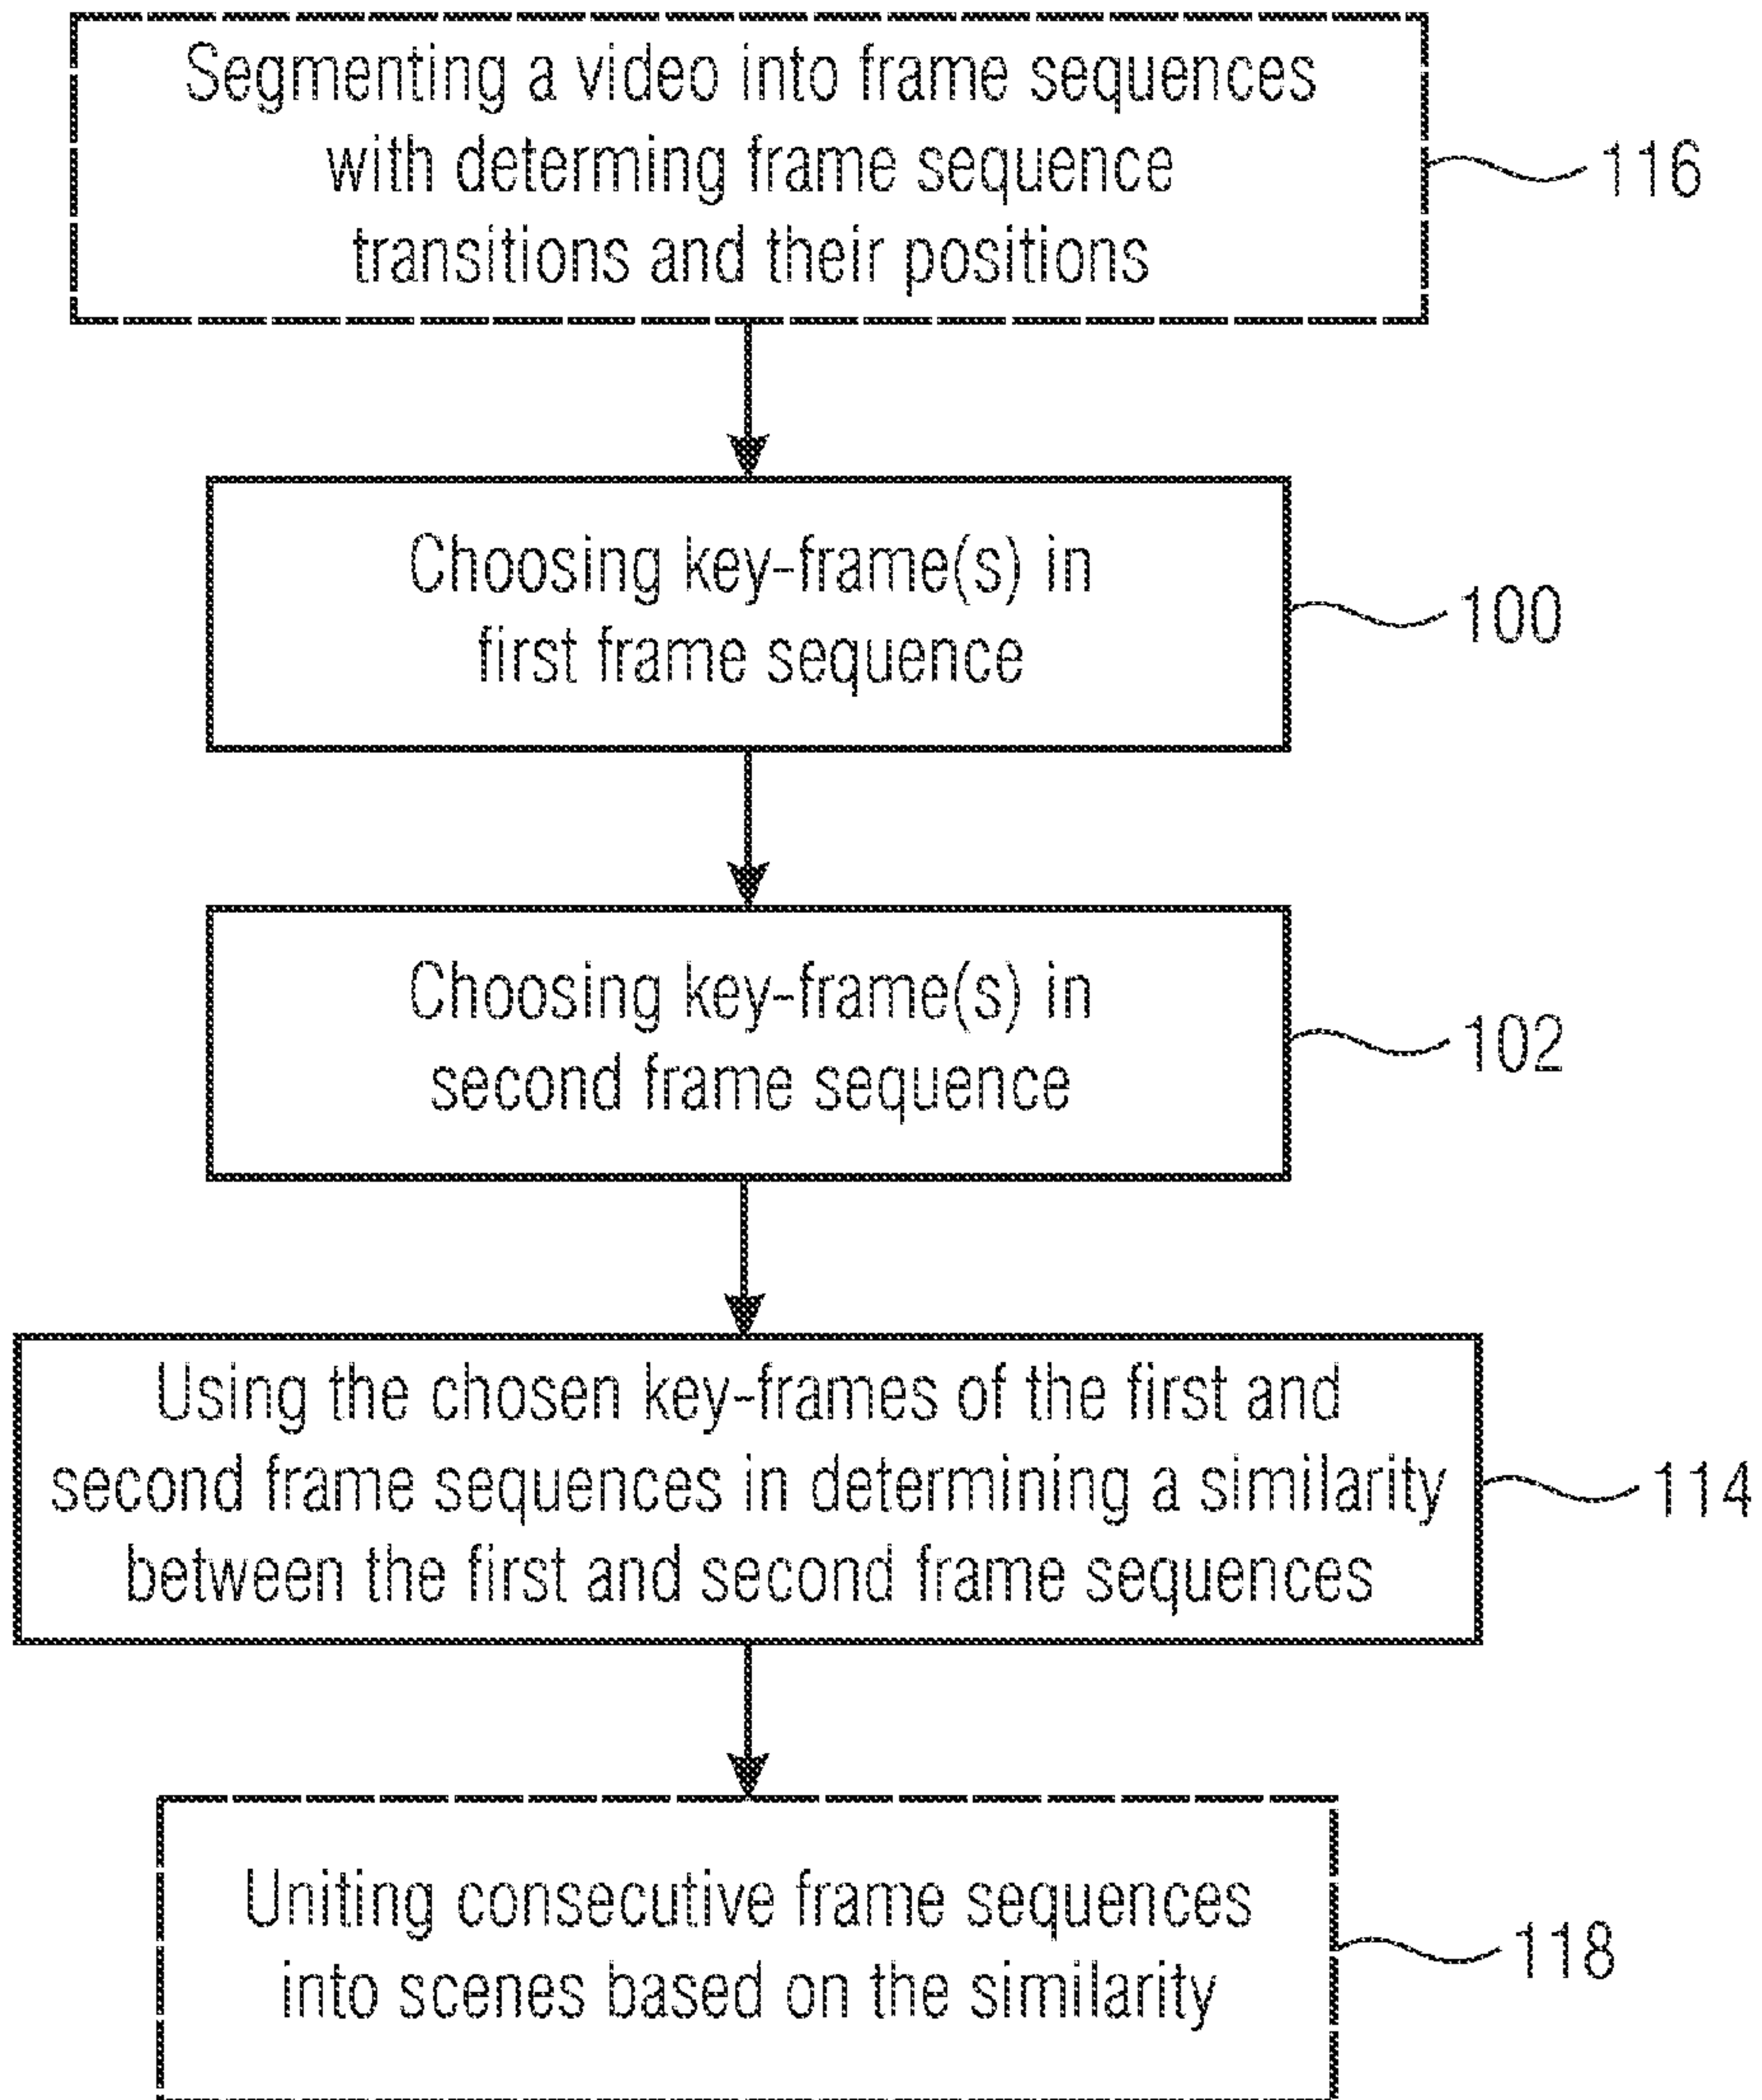 Segmenting a video into frame sequences
with determing frame sequence
transitions and their positions
116
Choosing key-frame(s) in
first frame sequence
100
Choosing key-frame(s) in
second frame sequence
102
Using the chosen key-frames of the first and
second frame sequences in determining a similarity
between the first and second frame sequences
114
Uniting consecutive frame sequences
into scenes based on the similarity
118